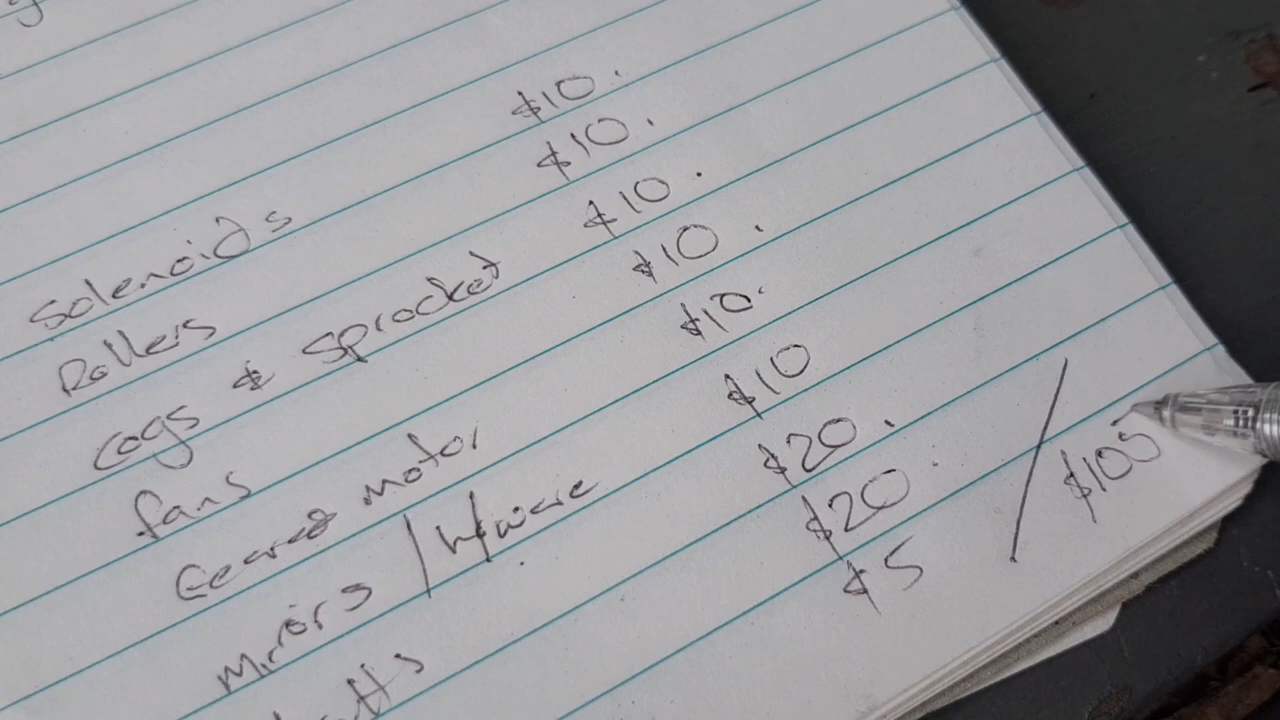 Solenoids $10.
Rollers $10.
Cogs & Sprocket $10.
fans $10.
Geared motor $10.
Mirrors / h/ware $10
$20.
$20.
$5 / $105